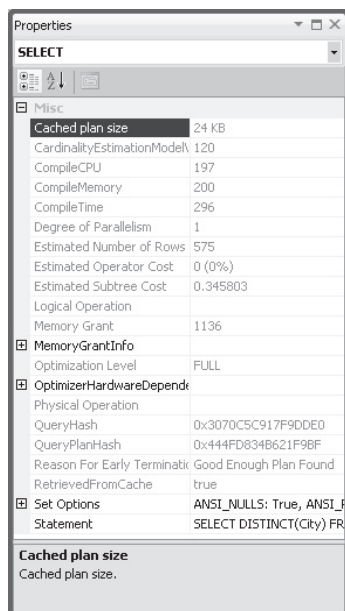 Properties
SELECT
Misc
Cached plan size 24 KB
CardinalityEstimationModelV 120
CompileCPU 197
CompileMemory 200
CompileTime 296
Degree of Parallelism 1
Estimated Number of Rows 575
Estimated Operator Cost 0 (0%)
Estimated Subtree Cost 0.345803
Logical Operation
Memory Grant 1136
MemoryGrantInfo
Optimization Level FULL
OptimizerHardwareDepende
Physical Operation
QueryHash 0x3070C5C917F9DDE0
QueryPlanHash 0x444FD834B621F9BF
Reason For Early Terminatic Good Enough Plan Found
RetrievedFromCache true
Set Options ANSI_NULLS: True, ANSI_F
Statement SELECT DISTINCT(City) FR
Cached plan size
Cached plan size.